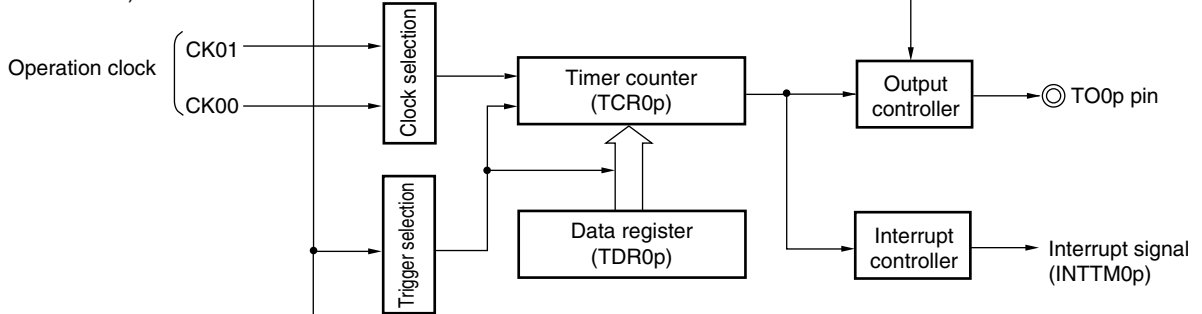 Operation clock
CK01
CK00
Clock selection
Timer counter
(TCR0p)
Output
controller
TO0p pin
Trigger selection
Data register
(TDR0p)
Interrupt
controller
Interrupt signal
(INTTM0p)